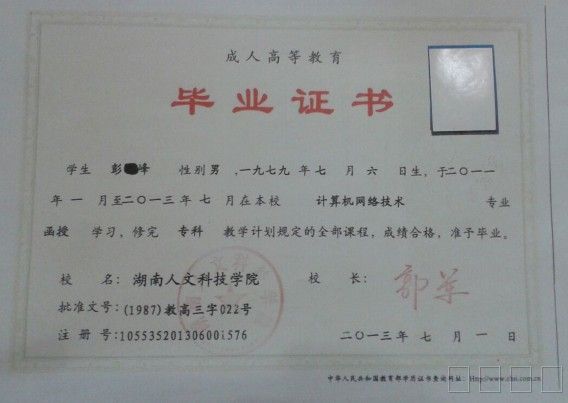 成人高等教育
毕业证书
学生 彭 峰 性别 男 ,一九七九 年 七 月 六 日生，于二〇一一
年 一 月至二〇一三年 七 月在本校 计算机网络技术 专业
函授 学习，修完 专科 教学计划规定的全部课程，成绩合格，准予毕业。
校 名：湖南人文科技学院 校 长：
批准文号：(1987)教高三字022号
注 册 号：105535201306001576 二〇一三年 七 月 一 日
中华人民共和国教育部学历证书查询网址：Http://www.chsi.com.cn